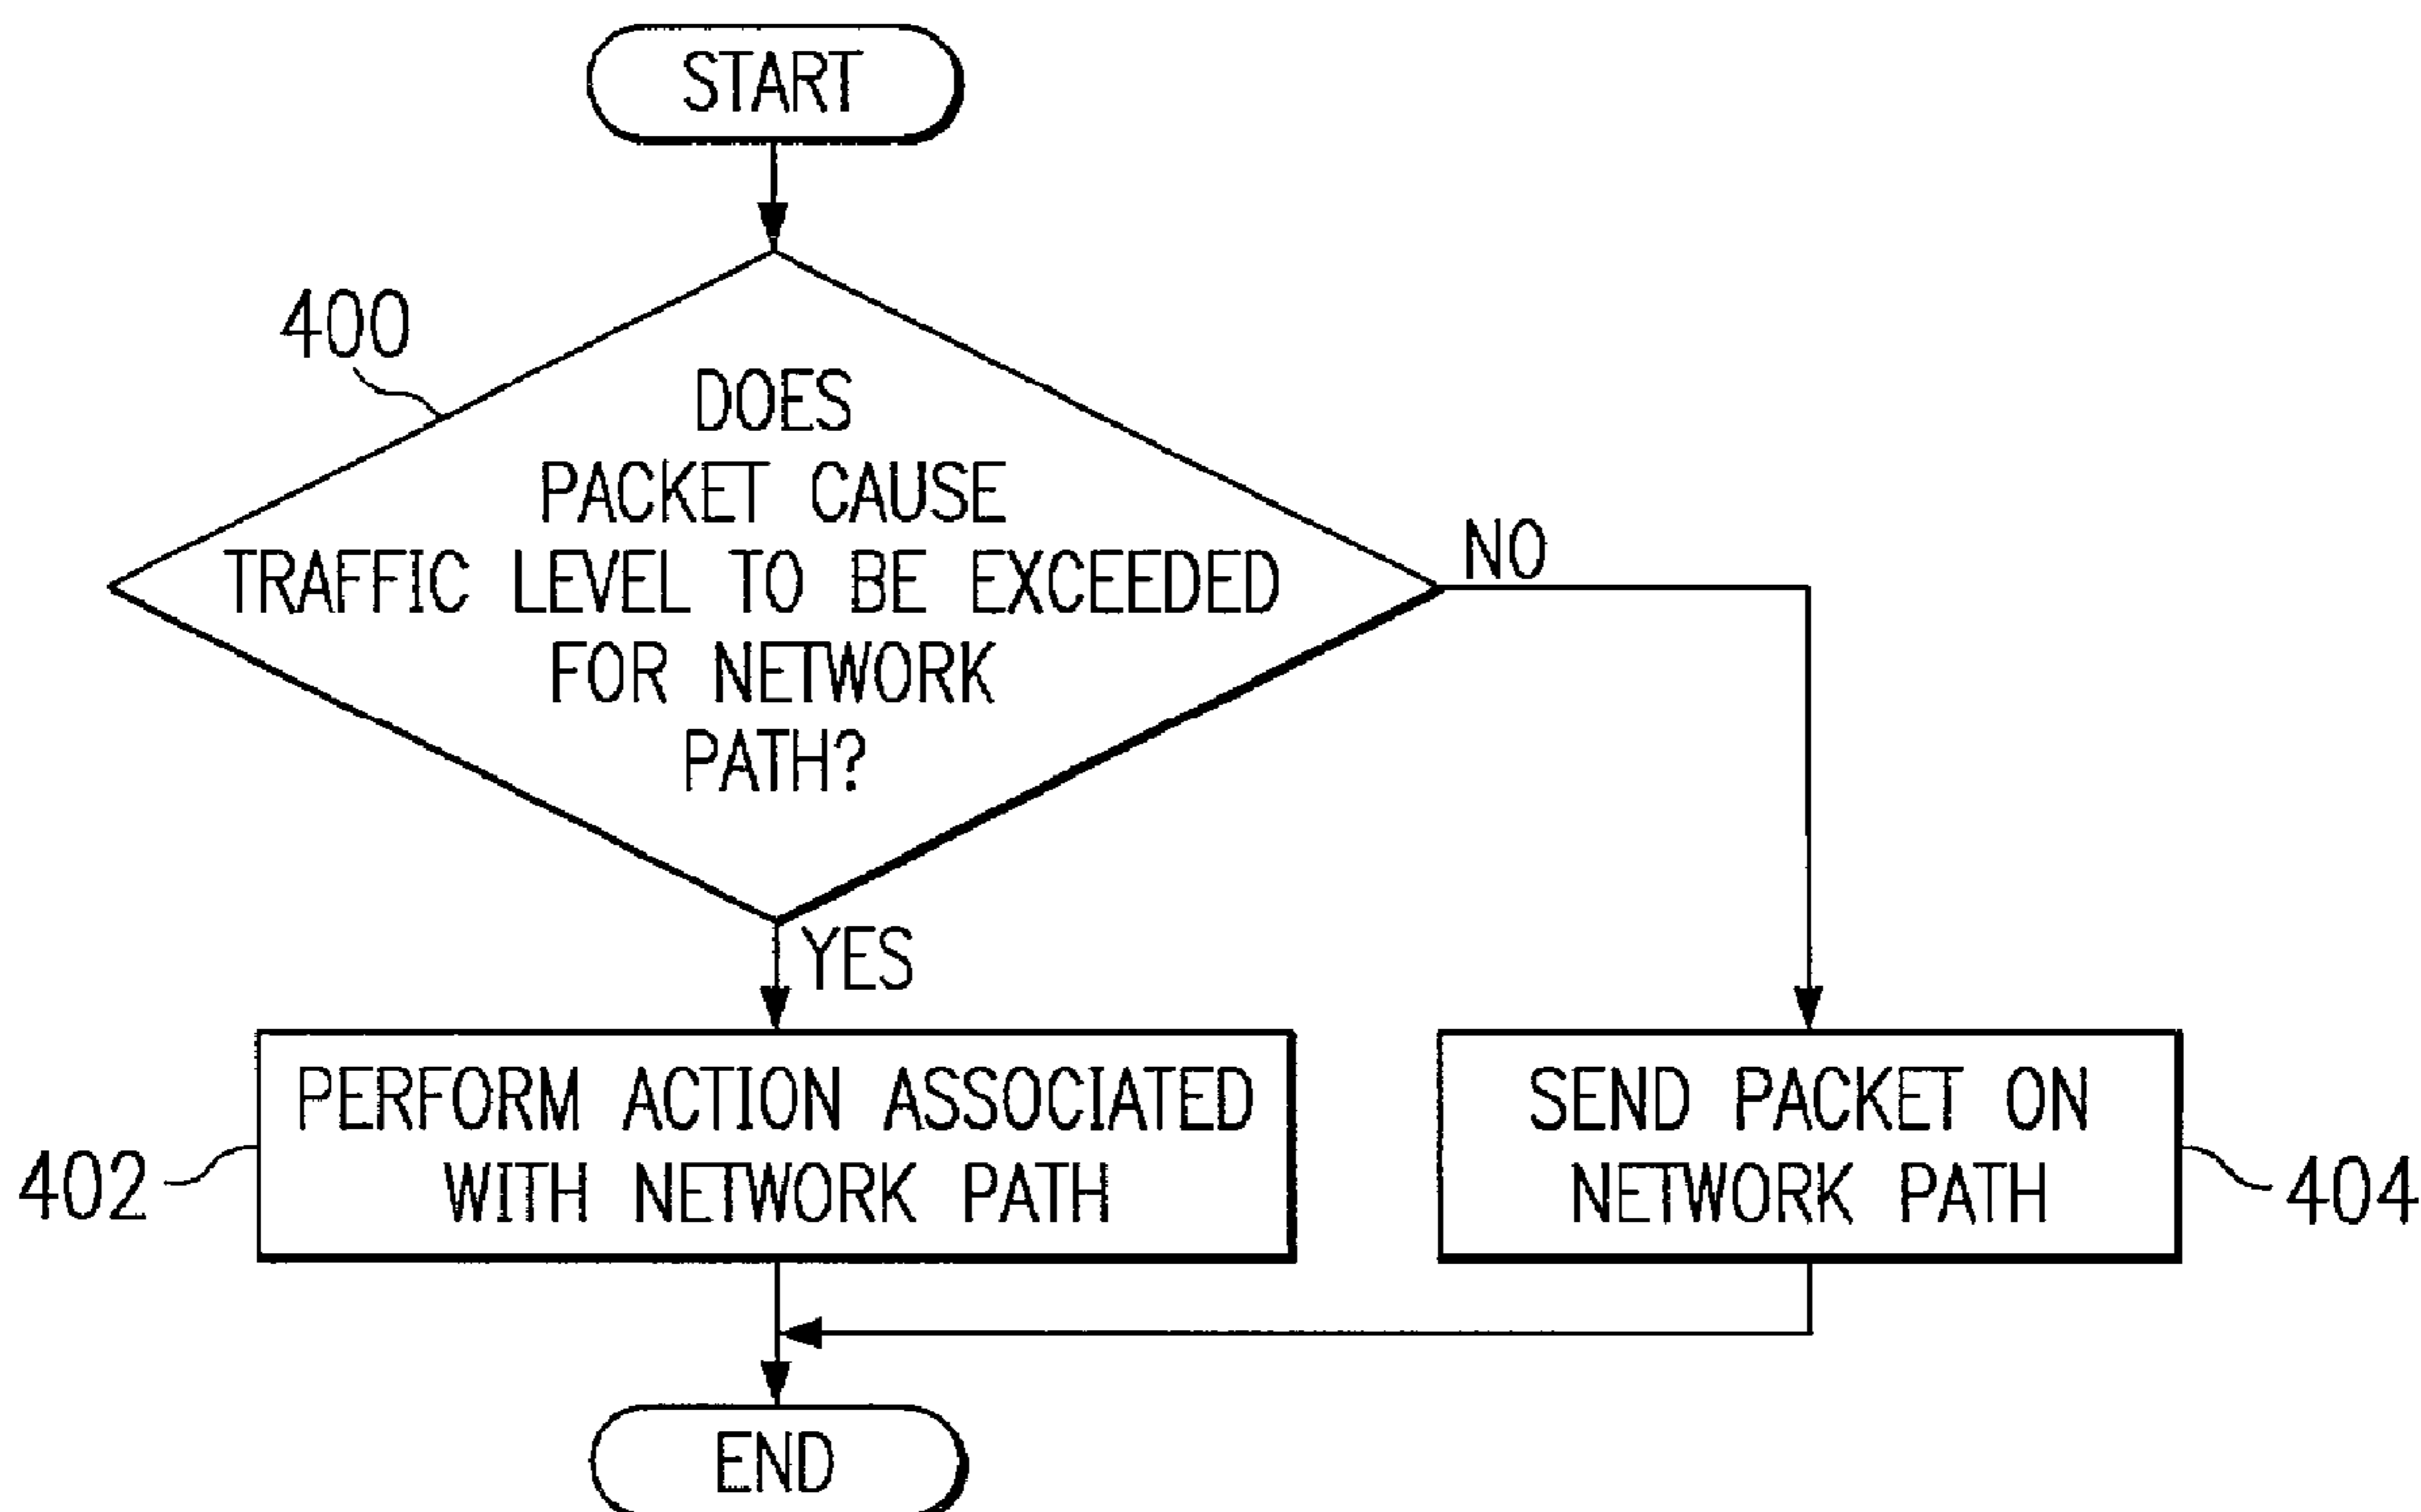 START
400
DOES
PACKET CAUSE
TRAFFIC LEVEL TO BE EXCEEDED
FOR NETWORK
PATH?
NO
YES
PERFORM ACTION ASSOCIATED
WITH NETWORK PATH
402
SEND PACKET ON
NETWORK PATH
404
END